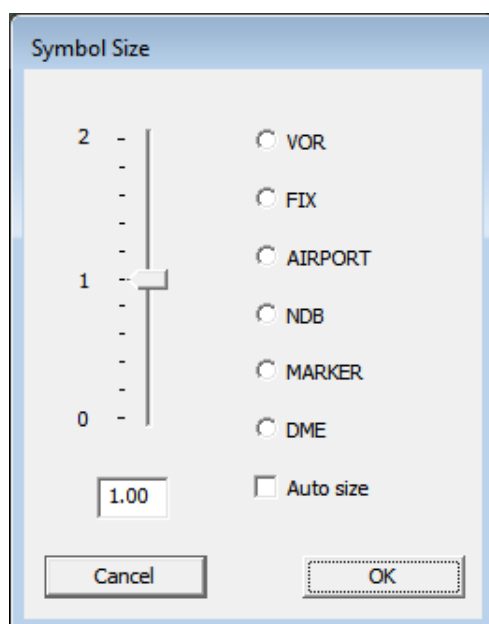 Symbol Size
2
VOR
FIX
AIRPORT
1
NDB
MARKER
0
DME
1.00
Auto size
Cancel
OK